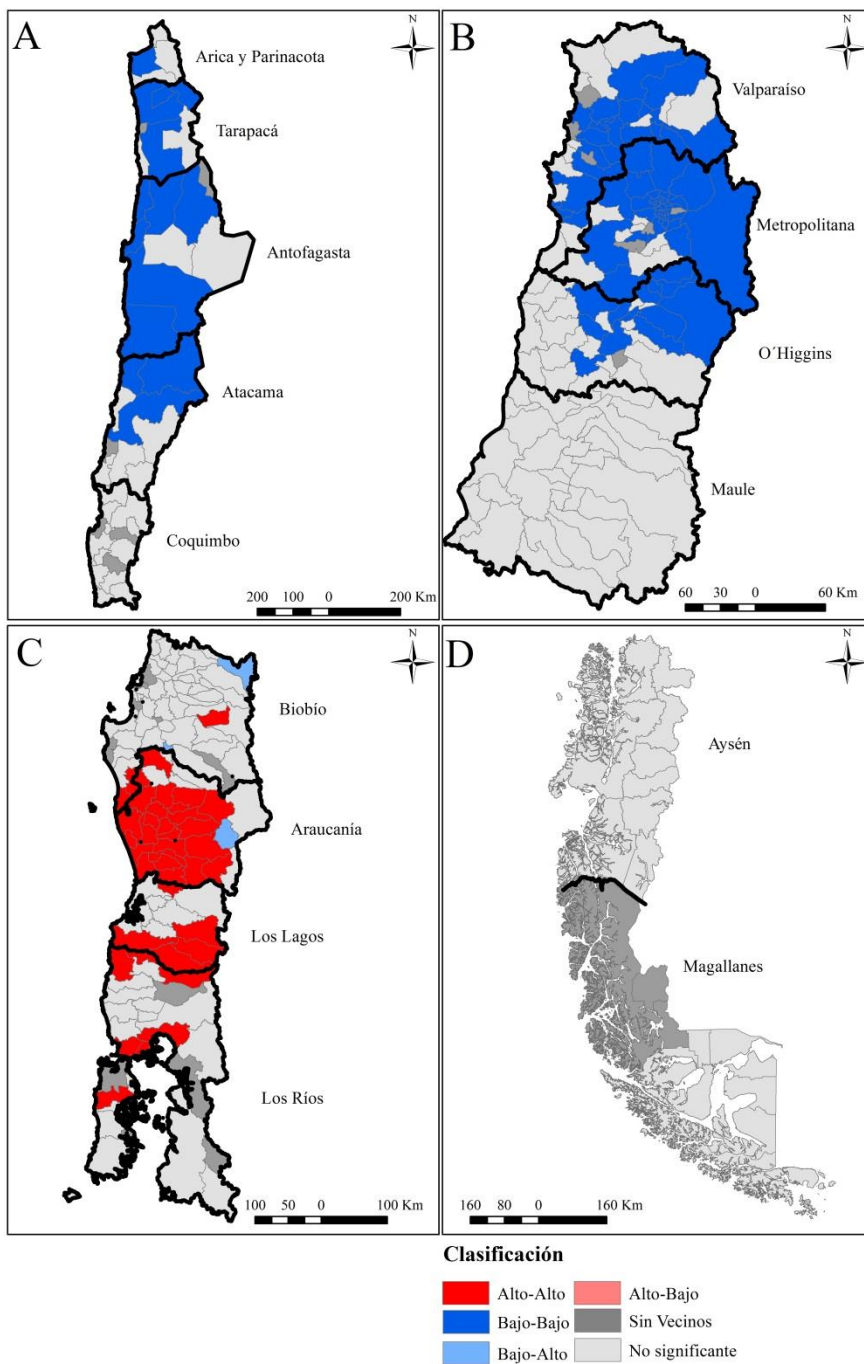 A
N
Arica y Parinacota
Tarapacá
Antofagasta
Atacama
Coquimbo
200 100 0 200 Km
B
N
Valparaíso
Metropolitana
O´Higgins
Maule
60 30 0 60 Km
C
N
Biobío
Araucanía
Los Lagos
Los Ríos
100 50 0 100 Km
D
N
Aysén
Magallanes
160 80 0 160 Km
Clasificación
Alto-Alto Alto-Bajo
Bajo-Bajo Sin Vecinos
Bajo-Alto No significante